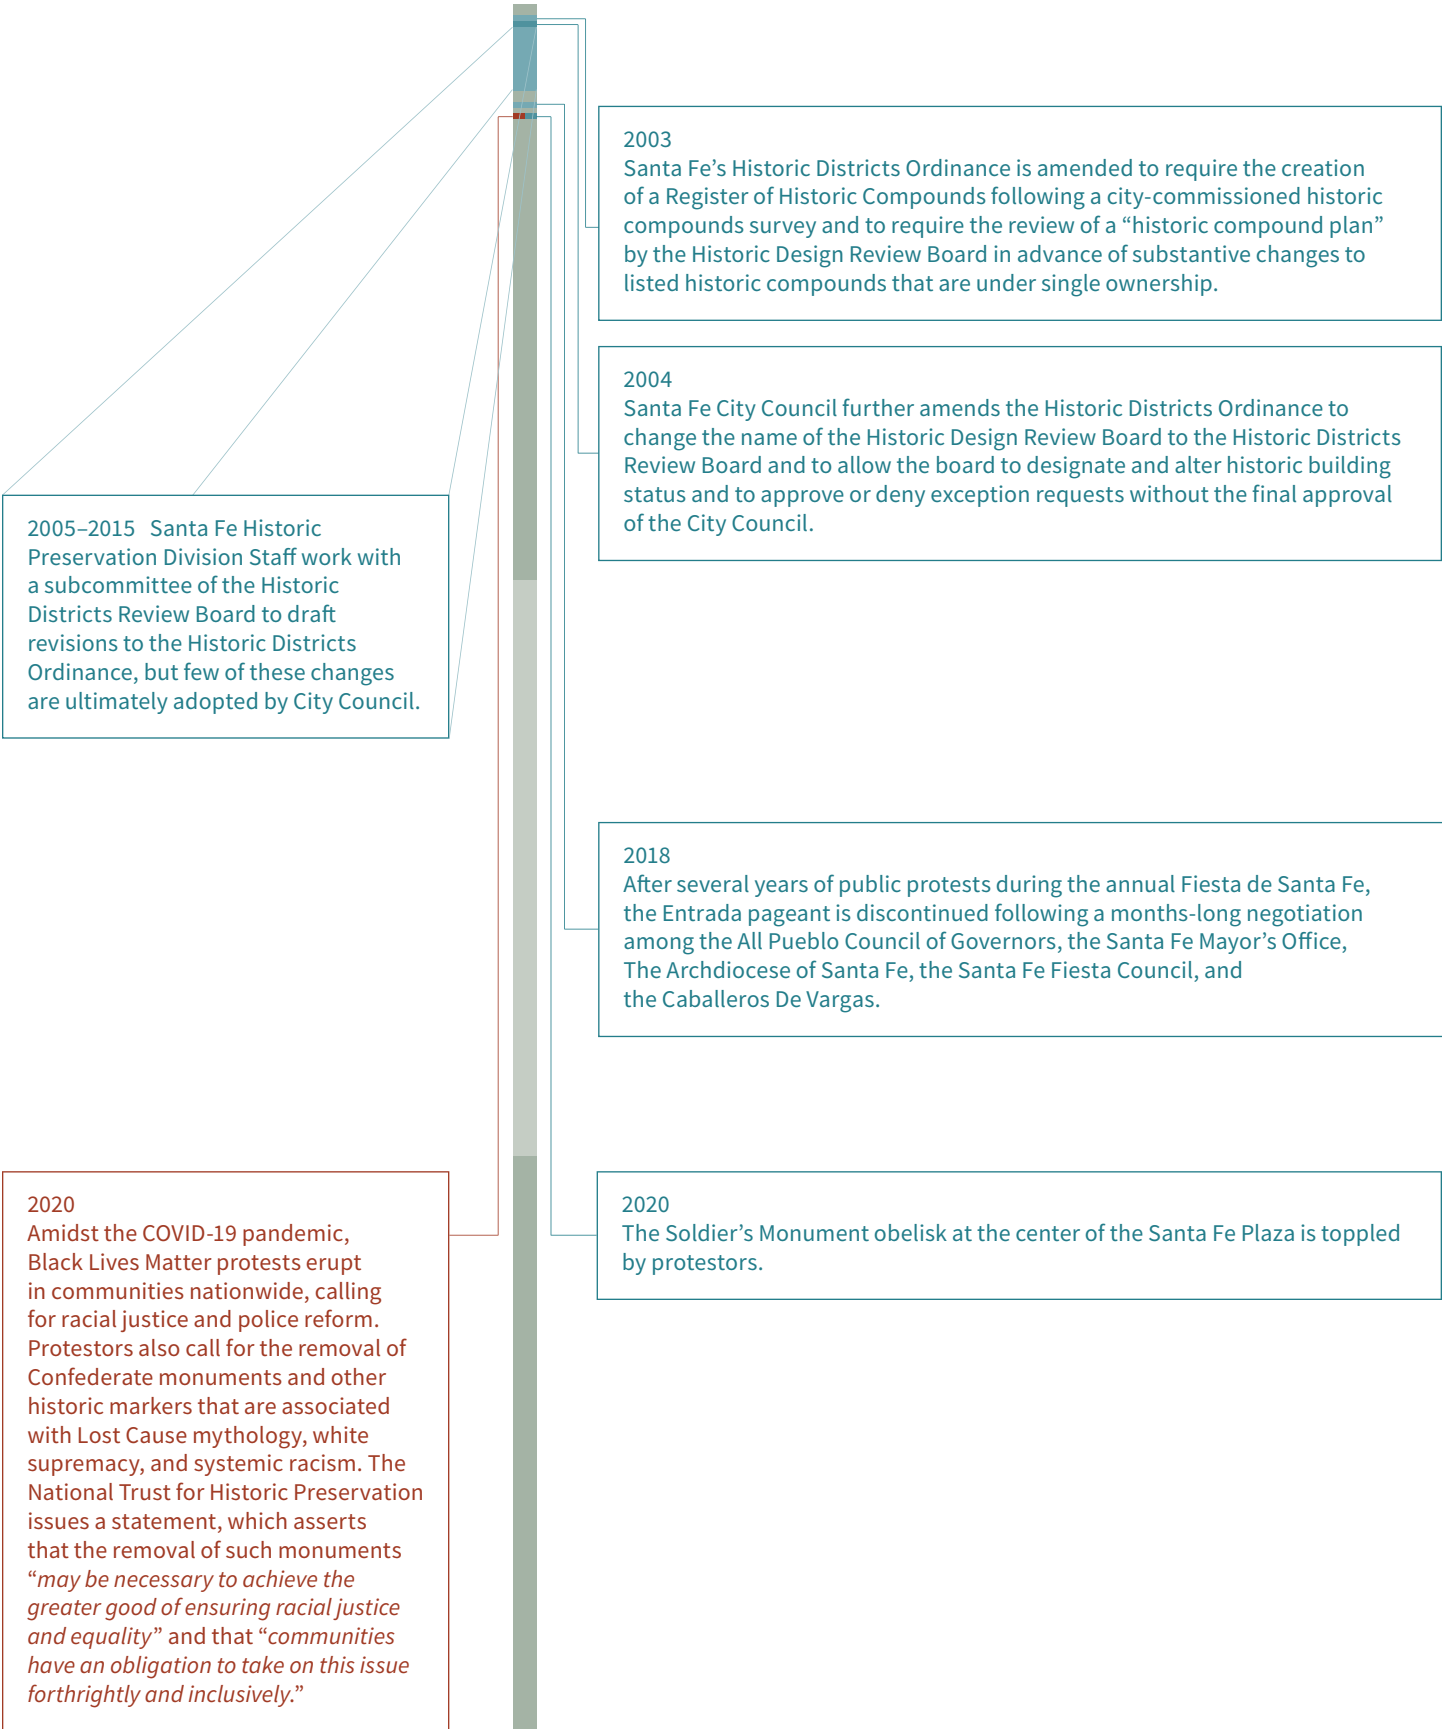 2003
Santa Fe’s Historic Districts Ordinance is amended to require the creation
of a Register of Historic Compounds following a city-commissioned historic
compounds survey and to require the review of a “historic compound plan”
by the Historic Design Review Board in advance of substantive changes to
listed historic compounds that are under single ownership.
2004
Santa Fe City Council further amends the Historic Districts Ordinance to
change the name of the Historic Design Review Board to the Historic Districts
Review Board and to allow the board to designate and alter historic building
status and to approve or deny exception requests without the final approval
of the City Council.
2005–2015 Santa Fe Historic
Preservation Division Staff work with
a subcommittee of the Historic
Districts Review Board to draft
revisions to the Historic Districts
Ordinance, but few of these changes
are ultimately adopted by City Council.
2018
After several years of public protests during the annual Fiesta de Santa Fe,
the Entrada pageant is discontinued following a months-long negotiation
among the All Pueblo Council of Governors, the Santa Fe Mayor’s Office,
The Archdiocese of Santa Fe, the Santa Fe Fiesta Council, and
the Caballeros De Vargas.
2020
Amidst the COVID-19 pandemic,
Black Lives Matter protests erupt
in communities nationwide, calling
for racial justice and police reform.
Protestors also call for the removal of
Confederate monuments and other
historic markers that are associated
with Lost Cause mythology, white
supremacy, and systemic racism. The
National Trust for Historic Preservation
issues a statement, which asserts
that the removal of such monuments
“may be necessary to achieve the
greater good of ensuring racial justice
and equality” and that “communities
have an obligation to take on this issue
forthrightly and inclusively.”
2020
The Soldier’s Monument obelisk at the center of the Santa Fe Plaza is toppled
by protestors.